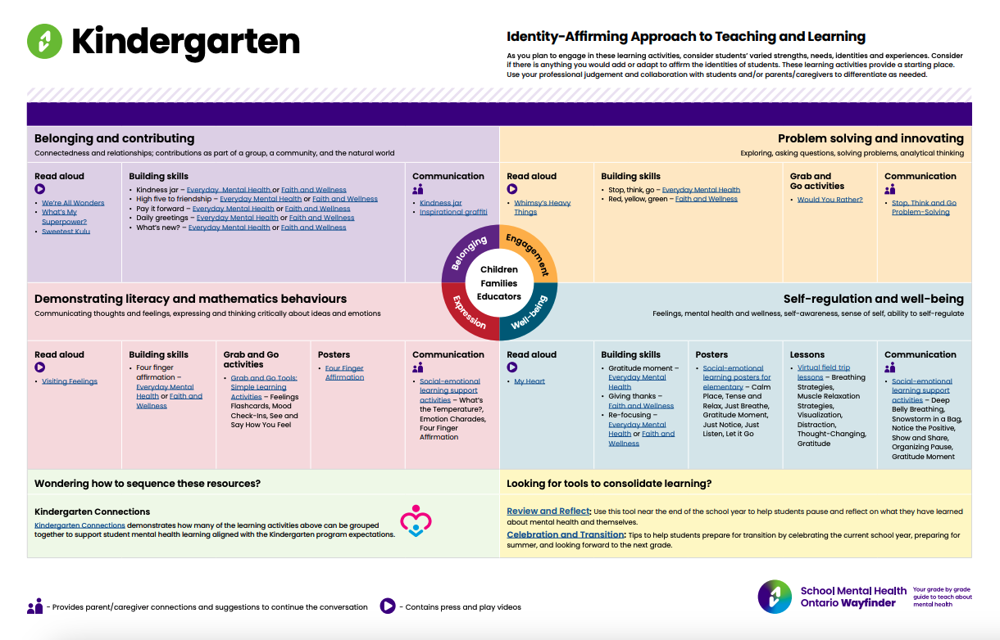 Kindergarten
Identity-Affirming Approach to Teaching and Learning
As you plan to engage in these learning activities, consider students' varied strengths, needs, identities and experiences. Consider
if there is anything you would add or adapt to affirm the identities of students. These learning activities provide a starting place.
Use your professional judgement and collaboration with students and/or parents/caregivers to differentiate as needed.
Belonging and contributing
Connectedness and relationships; contributions as part of a group, a community, and the natural world
Read aloud
• We're All Wonders
• What's My
Superpower?
• Sweetest Kulu
Building skills
• Kindness jar – Everyday Mental Health or Faith and Wellness
• High five to friendship – Everyday Mental Health or Faith and Wellness
• Pay it forward – Everyday Mental Health or Faith and Wellness
• Daily greetings – Everyday Mental Health or Faith and Wellness
• What's new? – Everyday Mental Health or Faith and Wellness
Communication
• Kindness jar
• Inspirational graffiti
Problem solving and innovating
Exploring, asking questions, solving problems, analytical thinking
Read aloud
• Whimsy's Heavy
Things
Building skills
• Stop, think, go – Everyday Mental Health
• Red, yellow, green – Faith and Wellness
Grab and
Go activities
• Would You Rather?
Communication
• Stop, Think and Go
Problem-Solving
Belonging
Engagement
Expression
Well-being
Children
Families
Educators
Demonstrating literacy and mathematics behaviours
Communicating thoughts and feelings, expressing and thinking critically about ideas and emotions
Read aloud
• Visiting Feelings
Building skills
• Four finger
affirmation –
Everyday Mental
Health or Faith and
Wellness
Grab and Go
activities
• Grab and Go Tools:
Simple Learning
Activities – Feelings
Flashcards, Mood
Check-Ins, See and
Say How You Feel
Posters
• Four Finger
Affirmation
Communication
• Social-emotional
learning support
activities – What's
the Temperature?,
Emotion Charades,
Four Finger
Affirmation
Self-regulation and well-being
Feelings, mental health and wellness, self-awareness, sense of self, ability to self-regulate
Read aloud
• My Heart
Building skills
• Gratitude moment –
Everyday Mental
Health
• Giving thanks –
Faith and Wellness
• Re-focusing –
Everyday Mental
Health or Faith and
Wellness
Posters
• Social-emotional
learning posters for
elementary – Calm
Place, Tense and
Relax, Just Breathe,
Gratitude Moment,
Just Notice, Just
Listen, Let it Go
Lessons
• Virtual field trip
lessons – Breathing
Strategies,
Muscle Relaxation
Strategies,
Visualization,
Distraction,
Thought-Changing,
Gratitude
Communication
• Social-emotional
learning support
activities – Deep
Belly Breathing,
Snowstorm in a Bag,
Notice the Positive,
Show and Share,
Organizing Pause,
Gratitude Moment
Wondering how to sequence these resources?
Kindergarten Connections
Kindergarten Connections demonstrates how many of the learning activities above can be grouped
together to support student mental health learning aligned with the Kindergarten program expectations.
Looking for tools to consolidate learning?
Review and Reflect: Use this tool near the end of the school year to help students pause and reflect on what they have learned
about mental health and themselves.
Celebration and Transition: Tips to help students prepare for transition by celebrating the current school year, preparing for
summer, and looking forward to the next grade.
- Provides parent/caregiver connections and suggestions to continue the conversation
- Contains press and play videos
School Mental Health
Ontario Wayfinder
Your grade by grade
guide to teach about
mental health